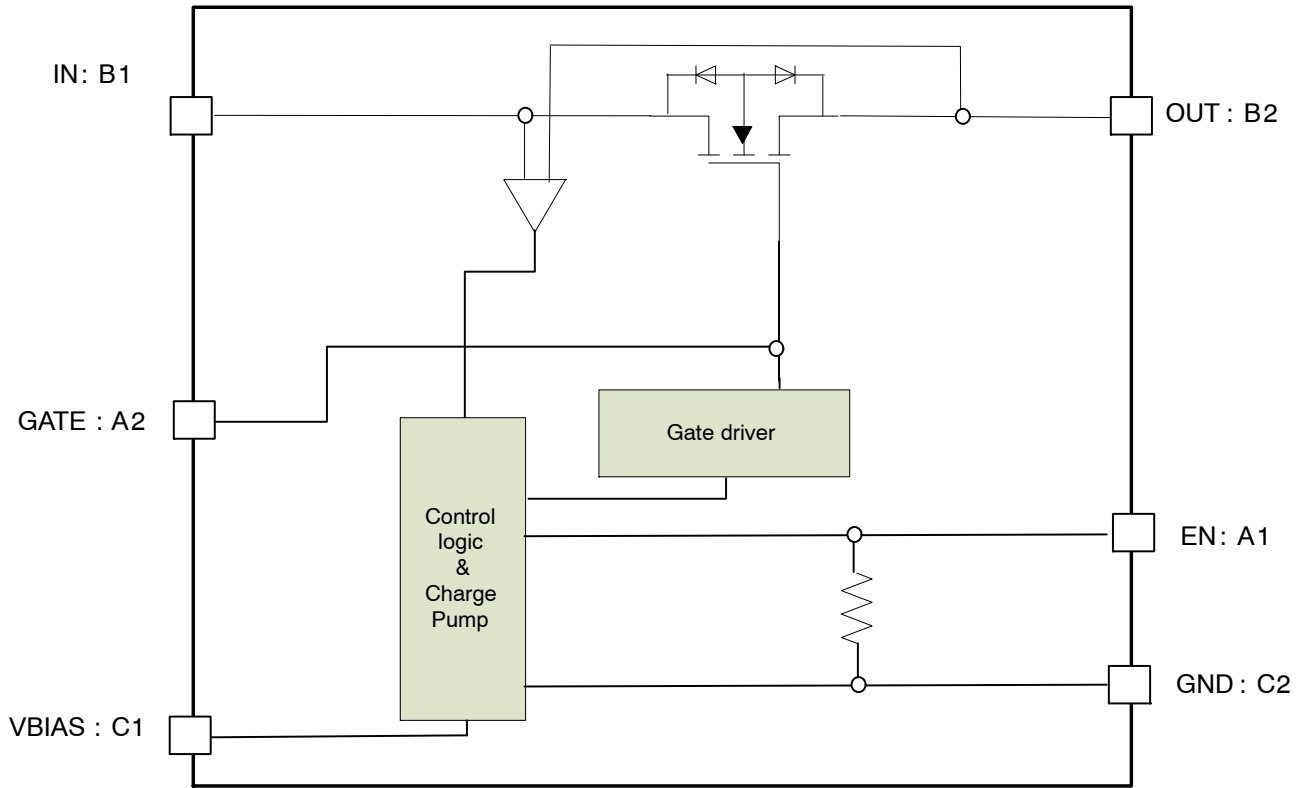 IN: B1
OUT : B2
GATE : A2
Gate driver
Control
logic
&
Charge
Pump
EN: A1
GND : C2
VBIAS : C1